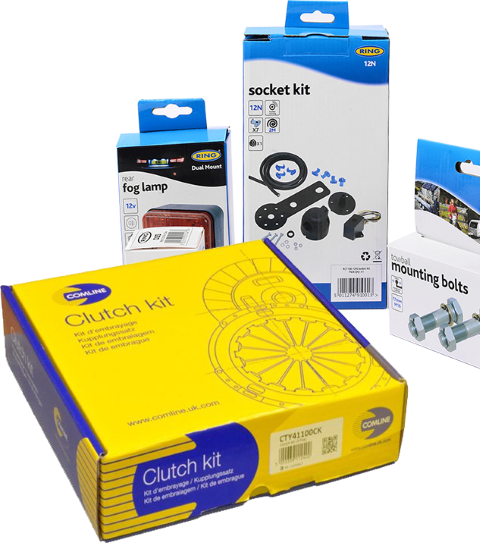 RING
12N
socket kit
12N
X7
2M
X1
RING
Dual Mount
rear
fog lamp
12v
towball
mounting bolts
COMLINE
Clutch kit
Kit d'embrayage
Kupplungssatz
Kit de embraiagem
Kit de embrague
www.comline.uk.com
COMLINE
Clutch kit
Kit d'embrayage / Kupplungssatz
Kit de embraiagem / Kit de embrague
CTY41100CK
COMLINE